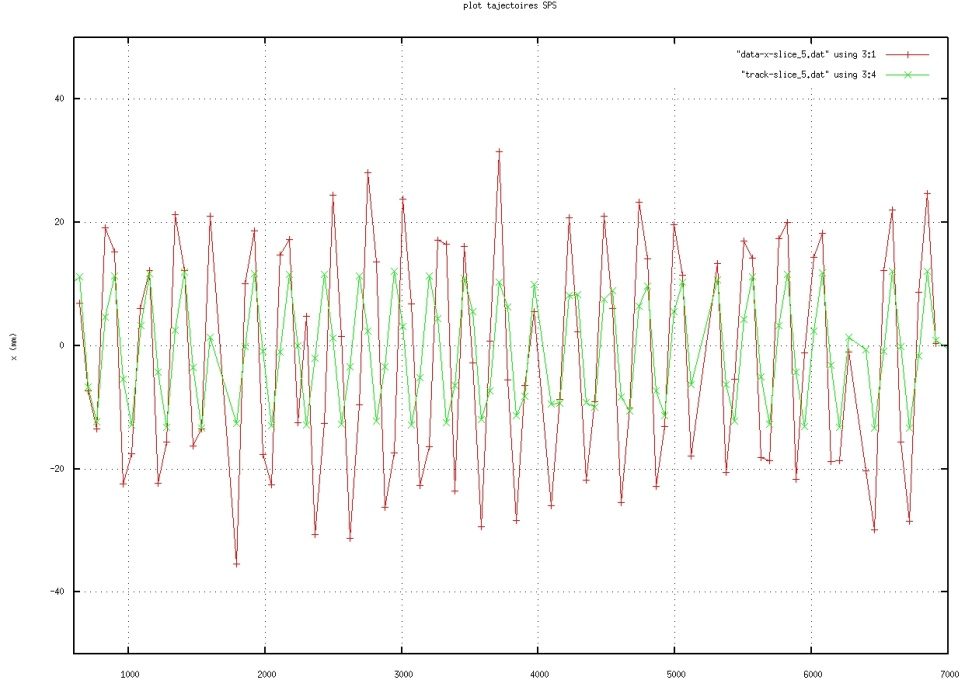 plot tajectoires SPS
"data-x-slice_5.dat" using 3:1
"track-slice_5.dat" using 3:4
x (mm)
40
20
0
-20
-40
1000 2000 3000 4000 5000 6000 7000